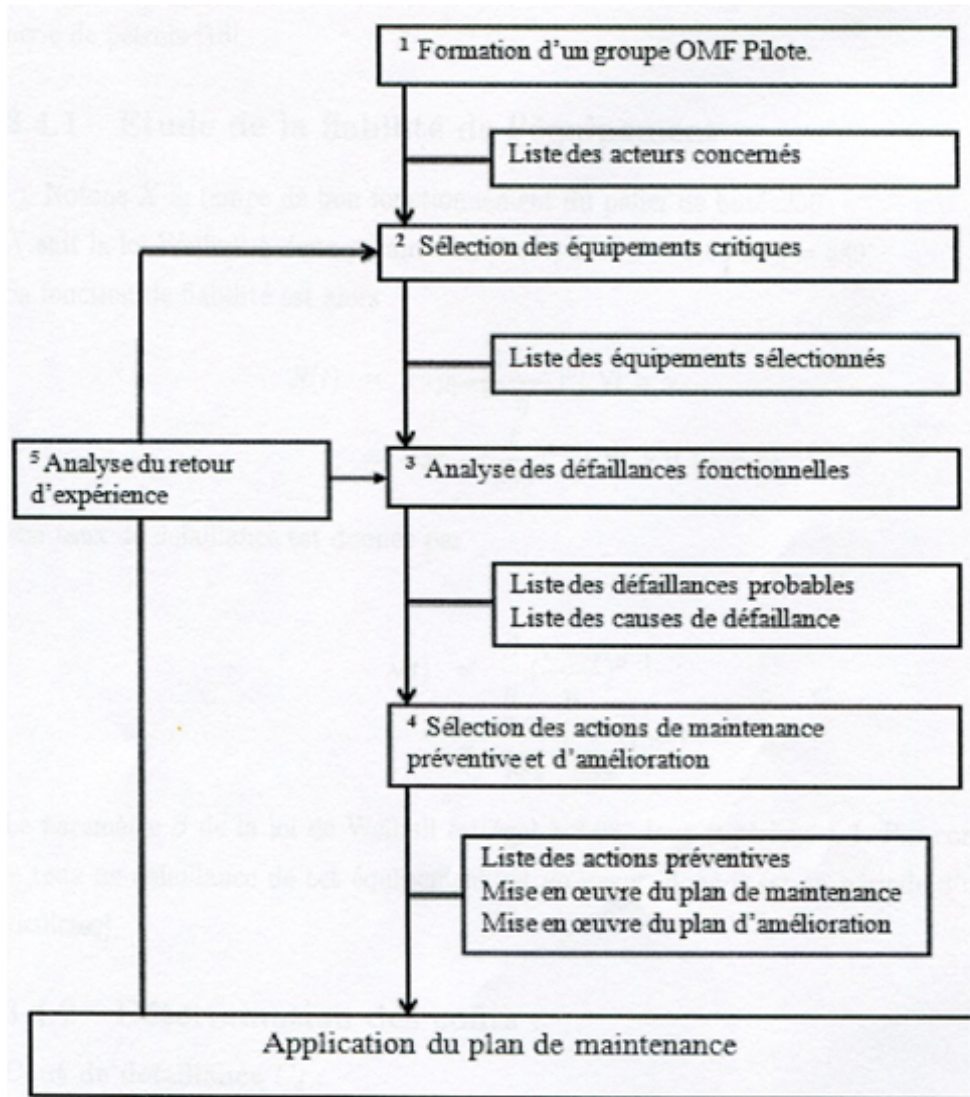 ¹ Formation d'un groupe OMF Pilote.
Liste des acteurs concernés
² Sélection des équipements critiques
Liste des équipements sélectionnés
⁵ Analyse du retour
d'expérience
³ Analyse des défaillances fonctionnelles
Liste des défaillances probables
Liste des causes de défaillance
⁴ Sélection des actions de maintenance
préventive et d'amélioration
Liste des actions préventives
Mise en œuvre du plan de maintenance
Mise en œuvre du plan d'amélioration
Application du plan de maintenance